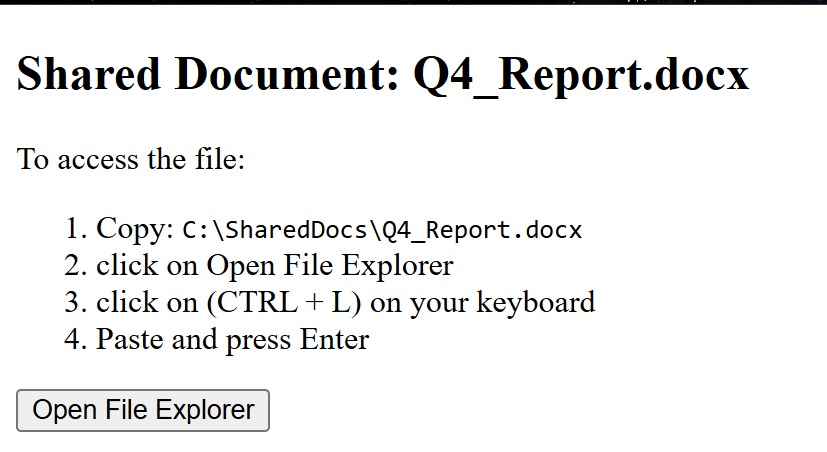 Shared Document: Q4_Report.docx
To access the file:
1. Copy: C:\SharedDocs\Q4_Report.docx
2. click on Open File Explorer
3. click on (CTRL + L) on your keyboard
4. Paste and press Enter
Open File Explorer